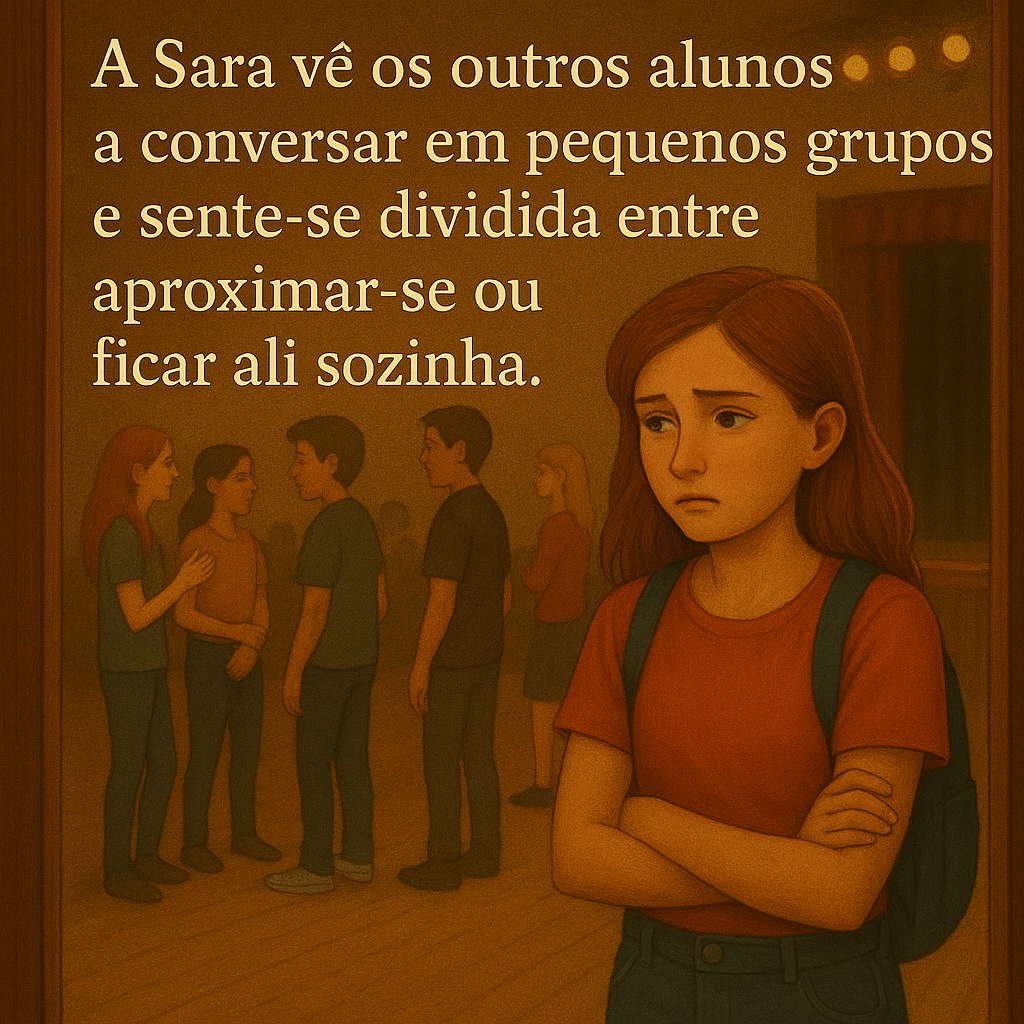 A Sara vê os outros alunos
a conversar em pequenos grupos
e sente-se dividida entre
aproximar-se ou
ficar ali sozinha.